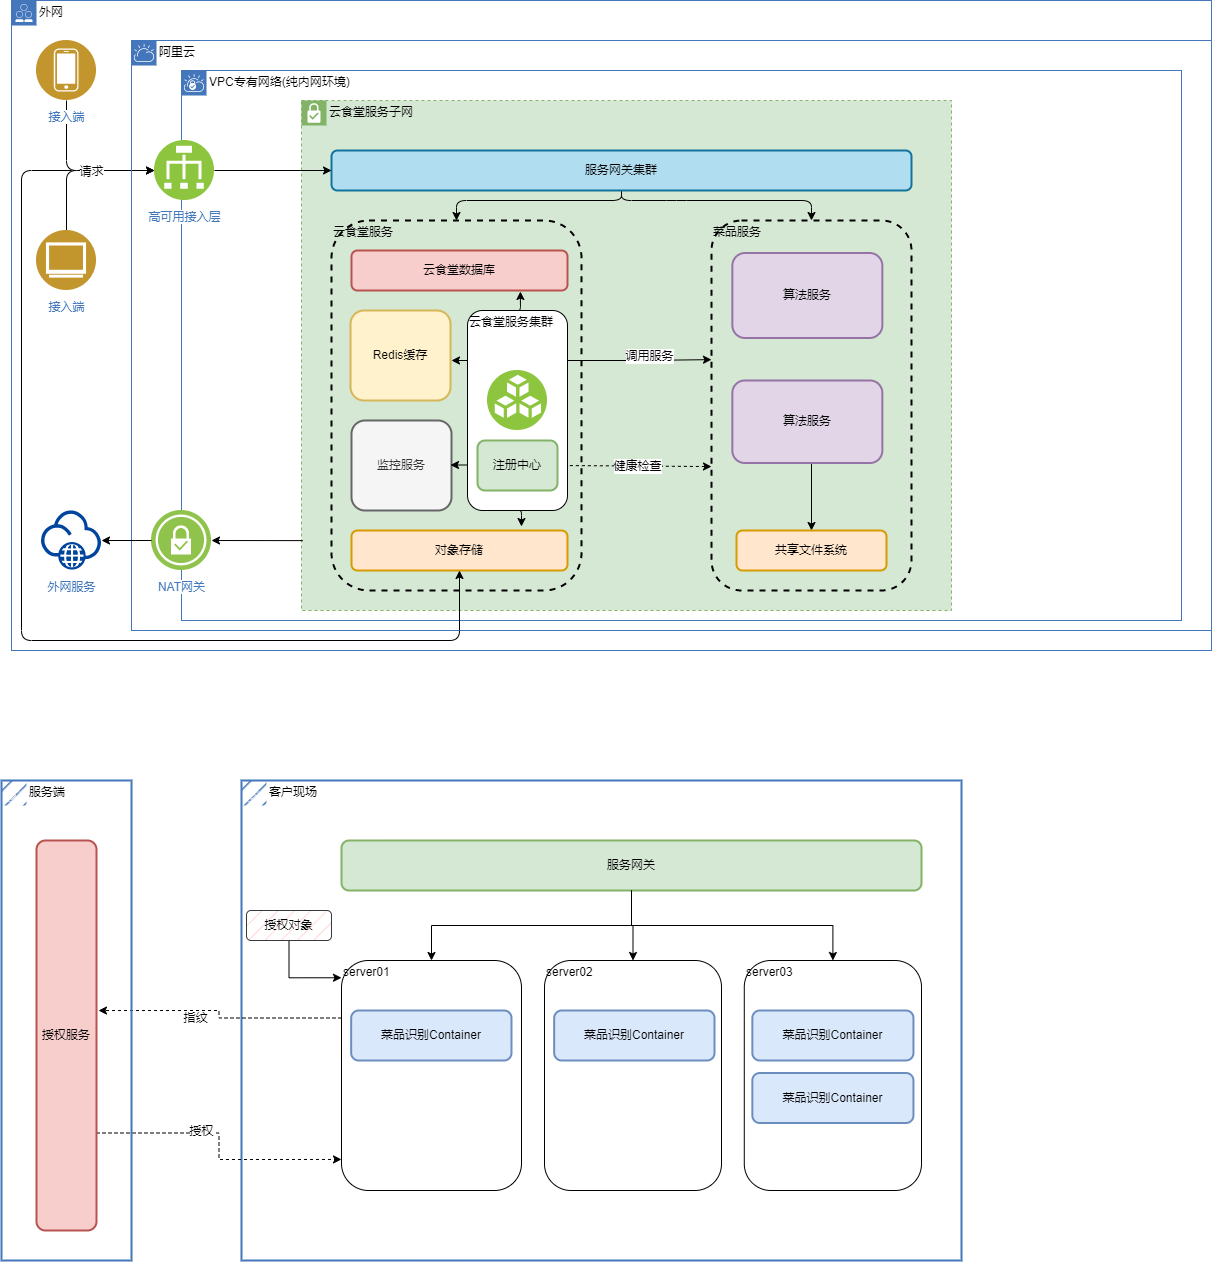 外网
阿里云
VPC专有网络(纯内网环境)
云食堂服务子网
接入端
请求
服务网关集群
高可用接入层
云食堂服务
菜品服务
云食堂数据库
算法服务
接入端
云食堂服务集群
Redis缓存
调用服务
算法服务
监控服务
注册中心
健康检查
对象存储
共享文件系统
外网服务
NAT网关
服务端
客户现场
服务网关
授权对象
server01
server02
server03
指纹
授权服务
菜品识别Container
菜品识别Container
菜品识别Container
菜品识别Container
授权